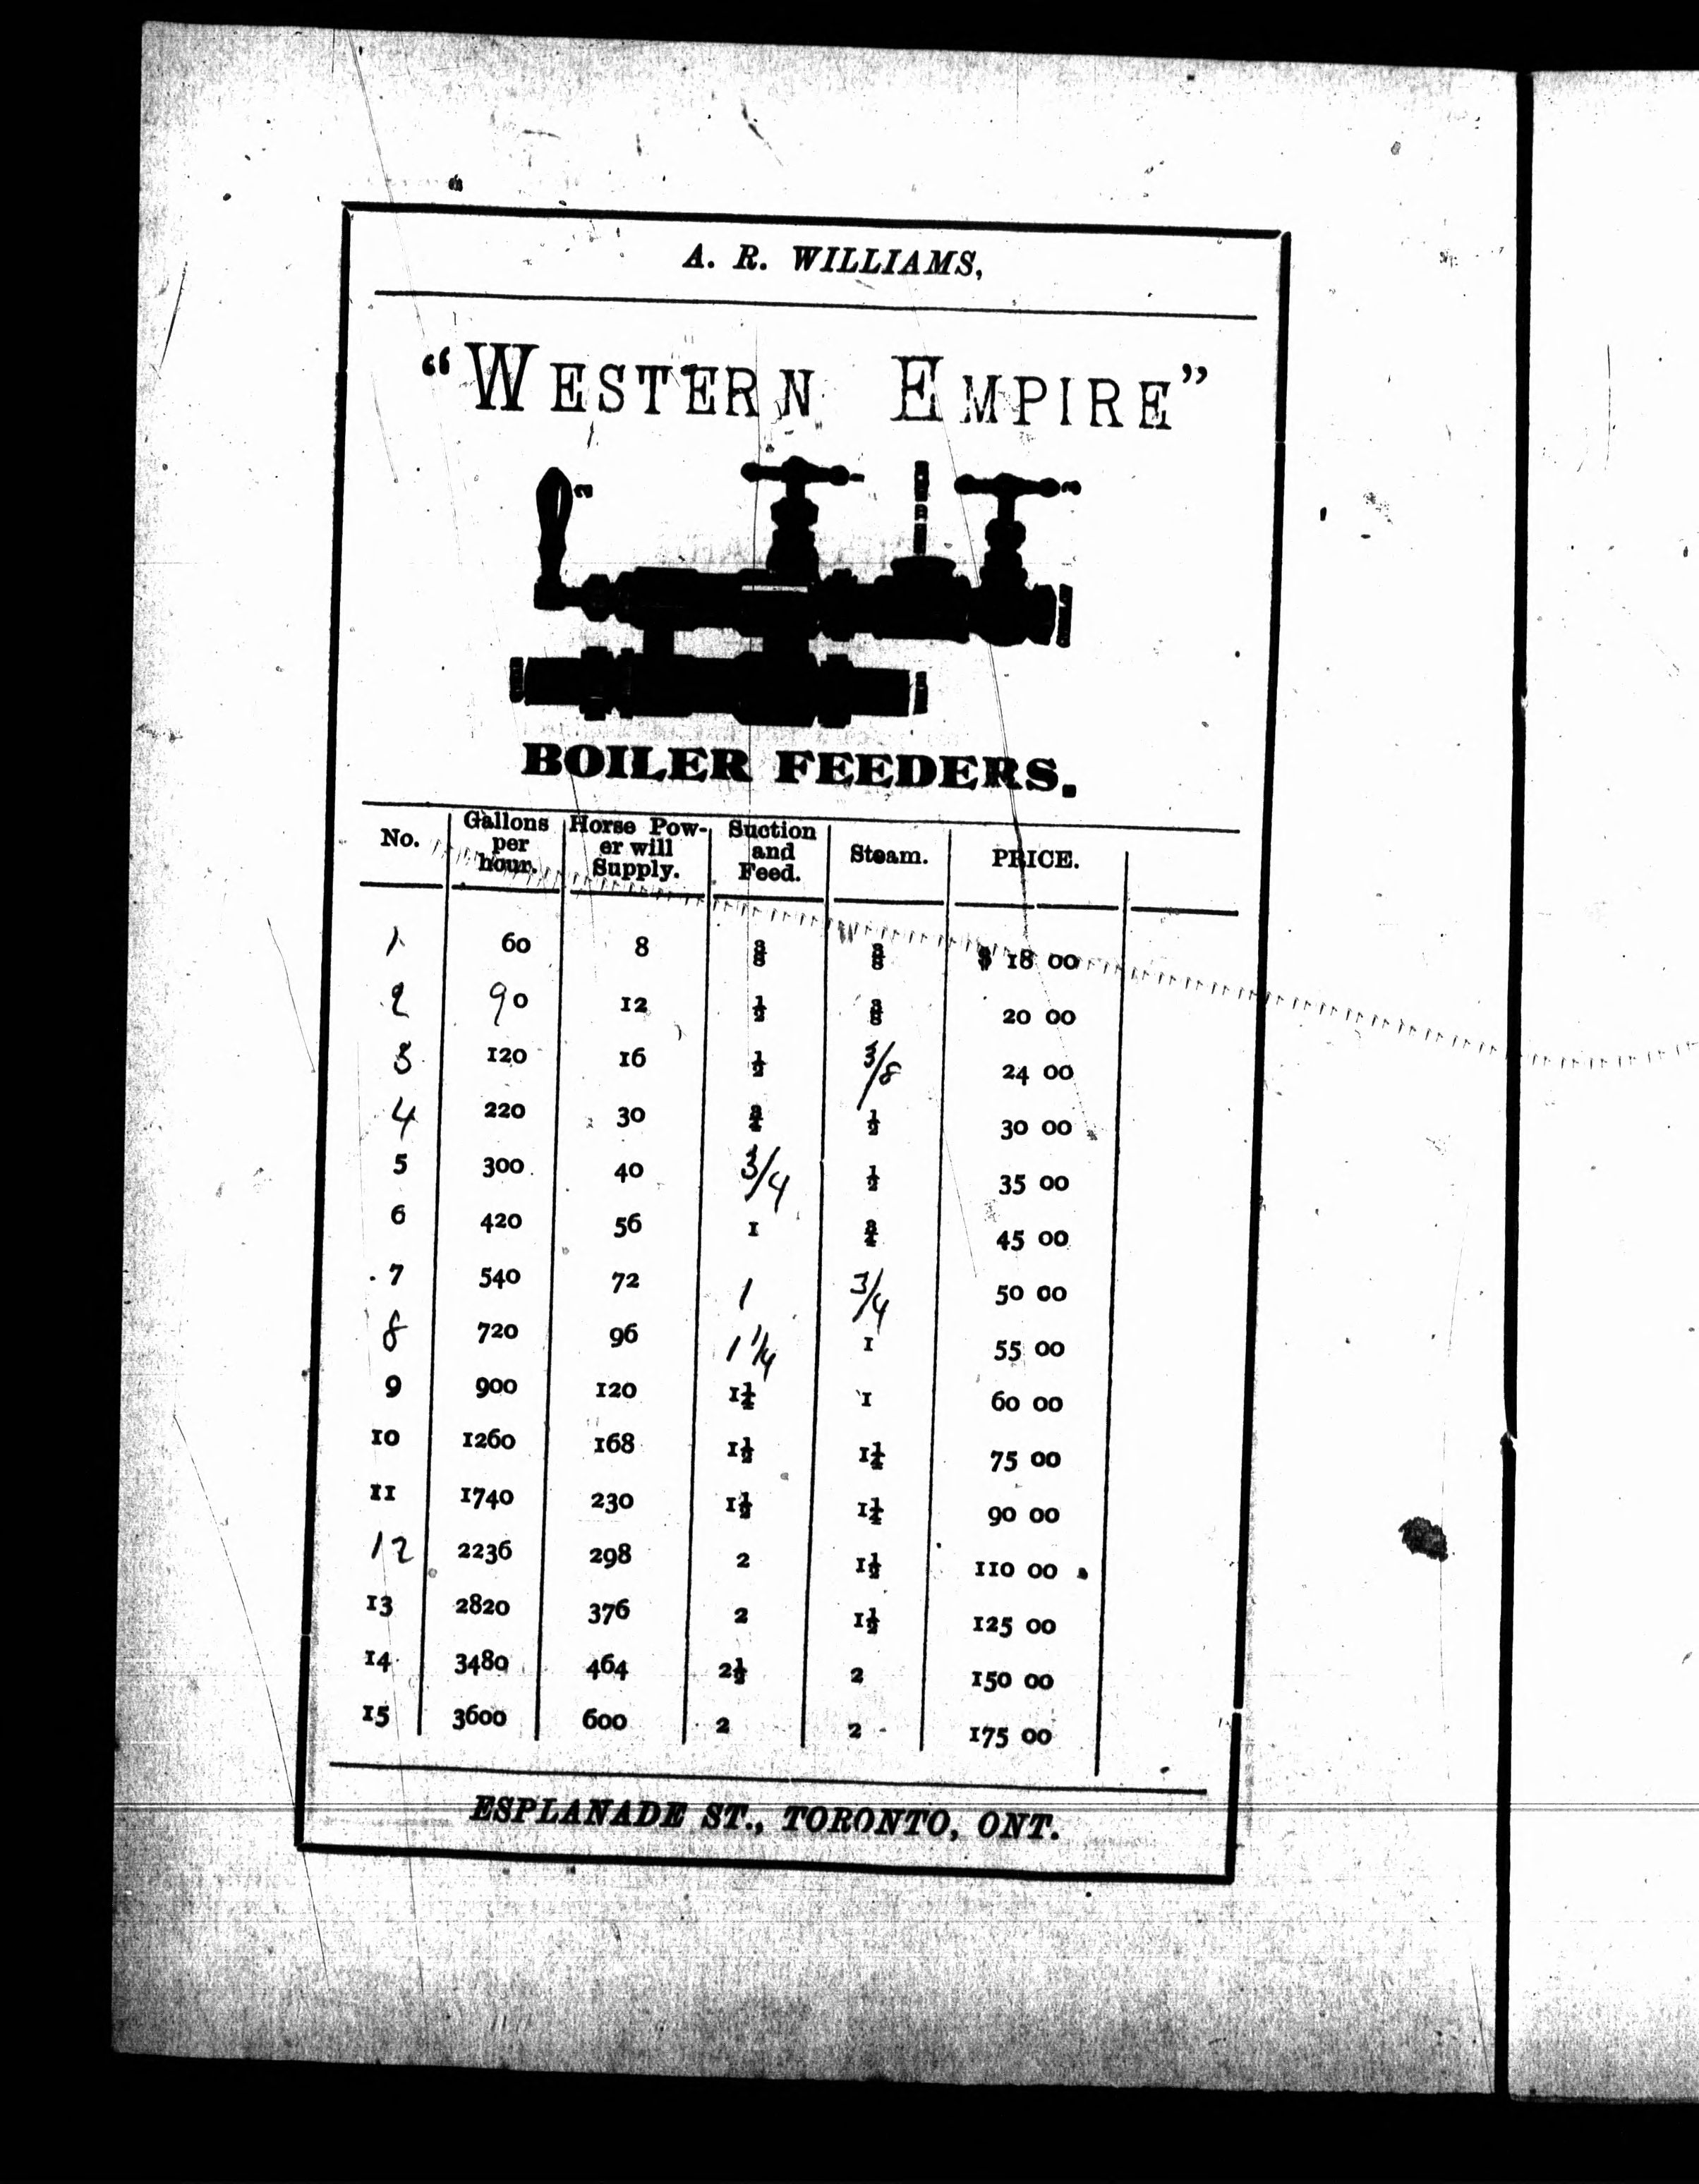 A. R. WILLIAMS,
"WESTERN EMPIRE"
BOILER FEEDERS.
No. Gallons per hour. Horse Pow-er will Supply. Suction and Feed. Steam. PRICE.
1 60 8 3/8 3/8 $ 18 00
2 90 12 1/2 3/8 20 00
3 120 16 1/2 3/8 24 00
4 220 30 3/4 1/2 30 00
5 300 40 3/4 1/2 35 00
6 420 56 1 3/4 45 00
7 540 72 1 3/4 50 00
8 720 96 1 1/4 1 55 00
9 900 120 1 1/4 1 60 00
10 1260 168 1 1/2 1 1/4 75 00
11 1740 230 1 1/2 1 1/4 90 00
12 2236 298 2 1 1/2 110 00
13 2820 376 2 1 1/2 125 00
14 3480 464 2 1/2 2 150 00
15 3600 600 2 2 175 00
ESPLANADE ST., TORONTO, ONT.